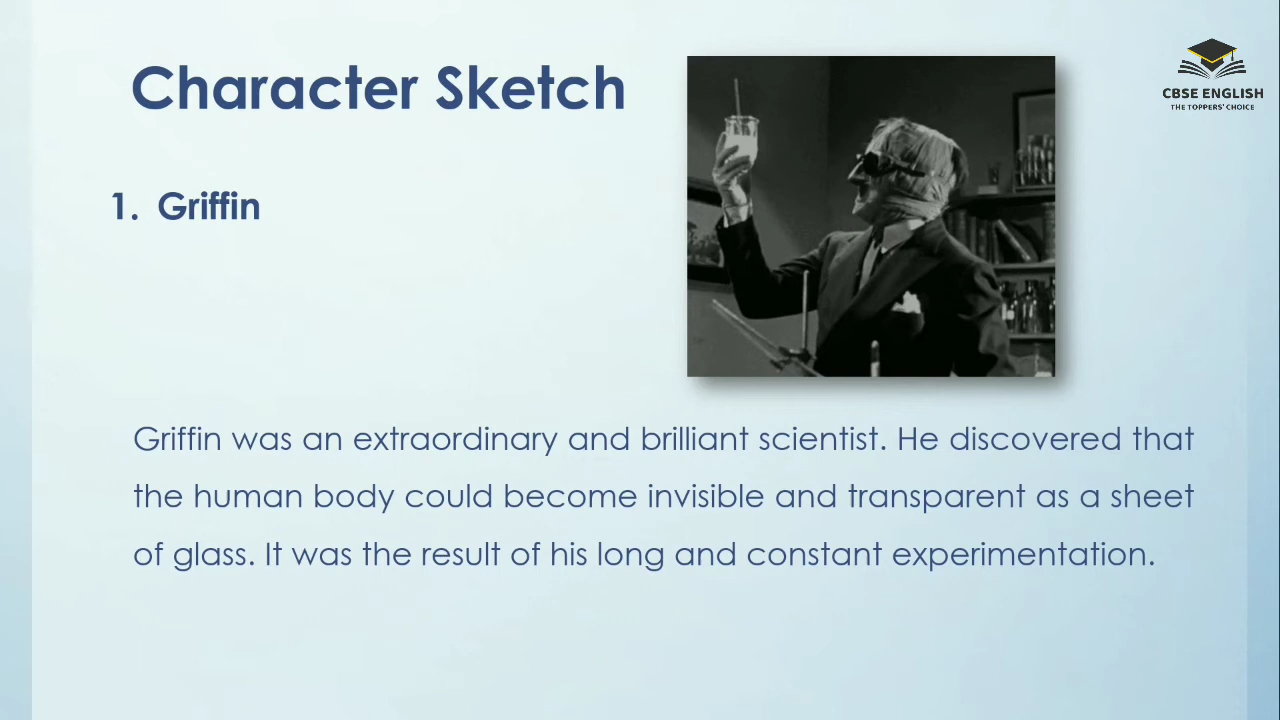 Character Sketch
CBSE ENGLISH
THE TOPPERS' CHOICE
1. Griffin
Griffin was an extraordinary and brilliant scientist. He discovered that
the human body could become invisible and transparent as a sheet
of glass. It was the result of his long and constant experimentation.